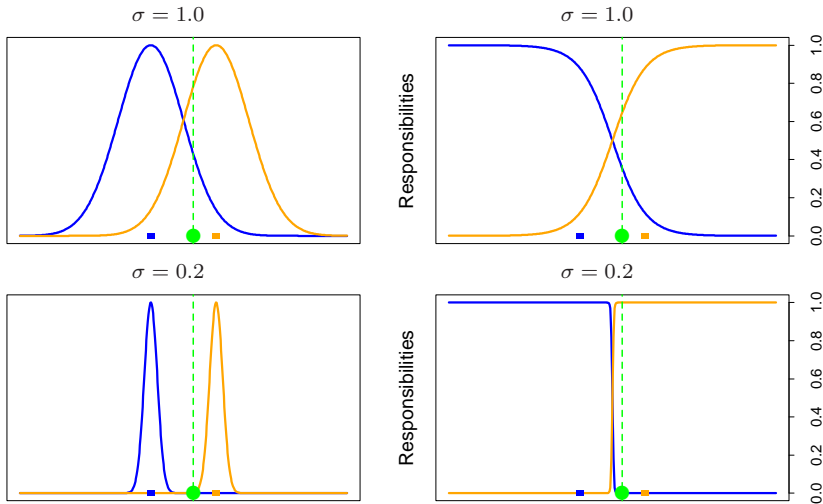 σ = 1.0
σ = 1.0
Responsibilities
0.0 0.2 0.4 0.6 0.8 1.0
σ = 0.2
σ = 0.2
Responsibilities
0.0 0.2 0.4 0.6 0.8 1.0